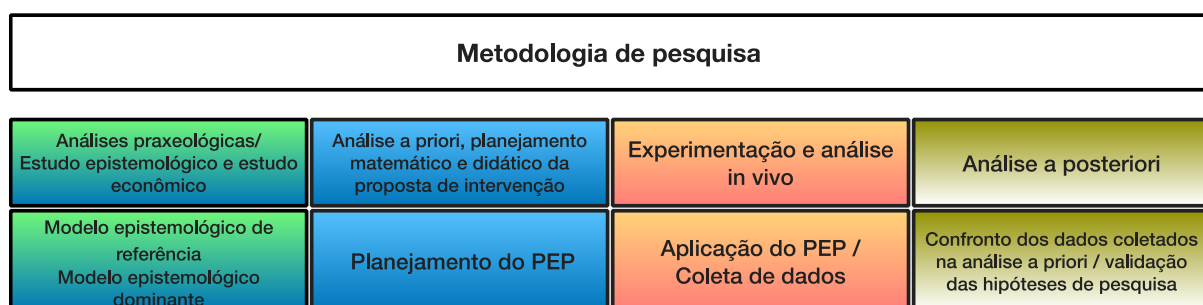 Metodologia de pesquisa
Análises praxeológicas/
Estudo epistemológico e estudo
econômico
Análise a priori, planejamento
matemático e didático da
proposta de intervenção
Experimentação e análise
in vivo
Análise a posteriori
Modelo epistemológico de
referência
Modelo epistemológico
dominante
Planejamento do PEP
Aplicação do PEP /
Coleta de dados
Confronto dos dados coletados
na análise a priori / validação
das hipóteses de pesquisa